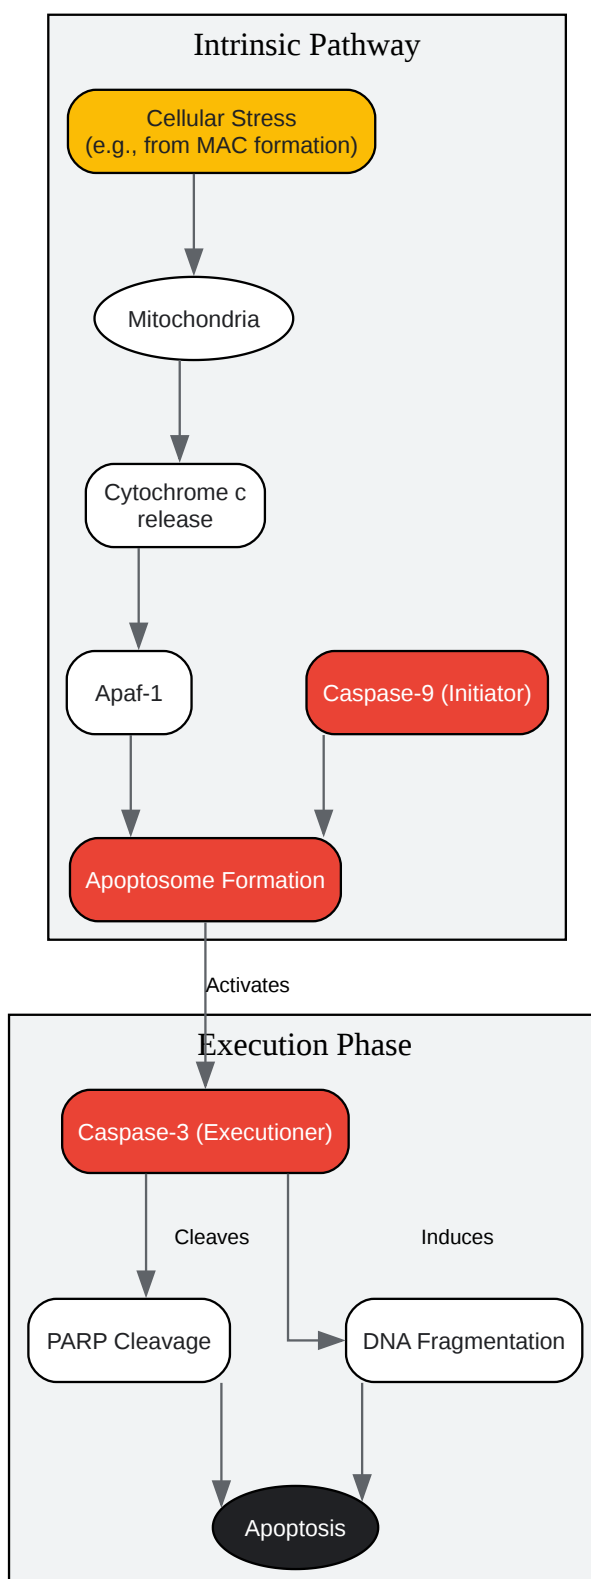 Intrinsic Pathway
Cellular Stress
(e.g., from MAC formation)
Mitochondria
Cytochrome c
release
Apaf-1
Caspase-9 (Initiator)
Apoptosome Formation
Activates
Execution Phase
Caspase-3 (Executioner)
Cleaves
Induces
PARP Cleavage
DNA Fragmentation
Apoptosis